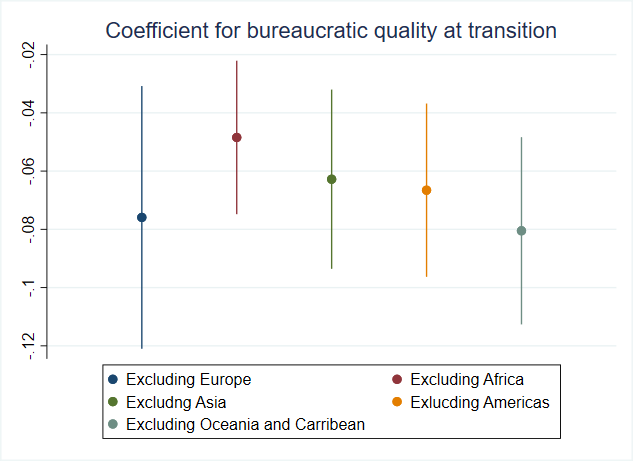 Coefficient for bureaucratic quality at transition
-.02
-.04
-.06
-.08
-.1
-.12
Excluding Europe
Excluding Africa
Excludng Asia
Exlucding Americas
Excluding Oceania and Carribean